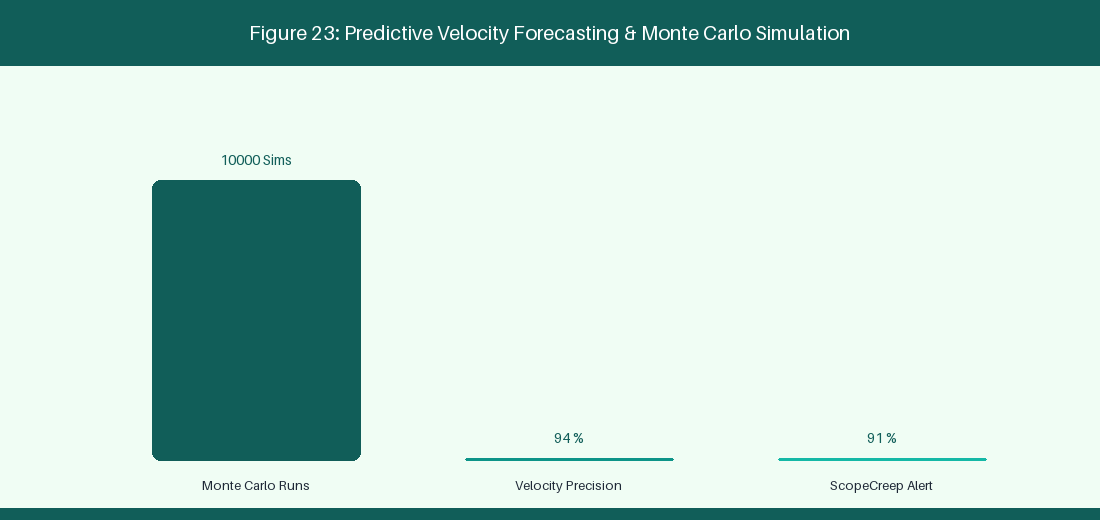 Figure 23: Predictive Velocity Forecasting & Monte Carlo Simulation
10000 Sims
94%
91%
Monte Carlo Runs
Velocity Precision
ScopeCreep Alert